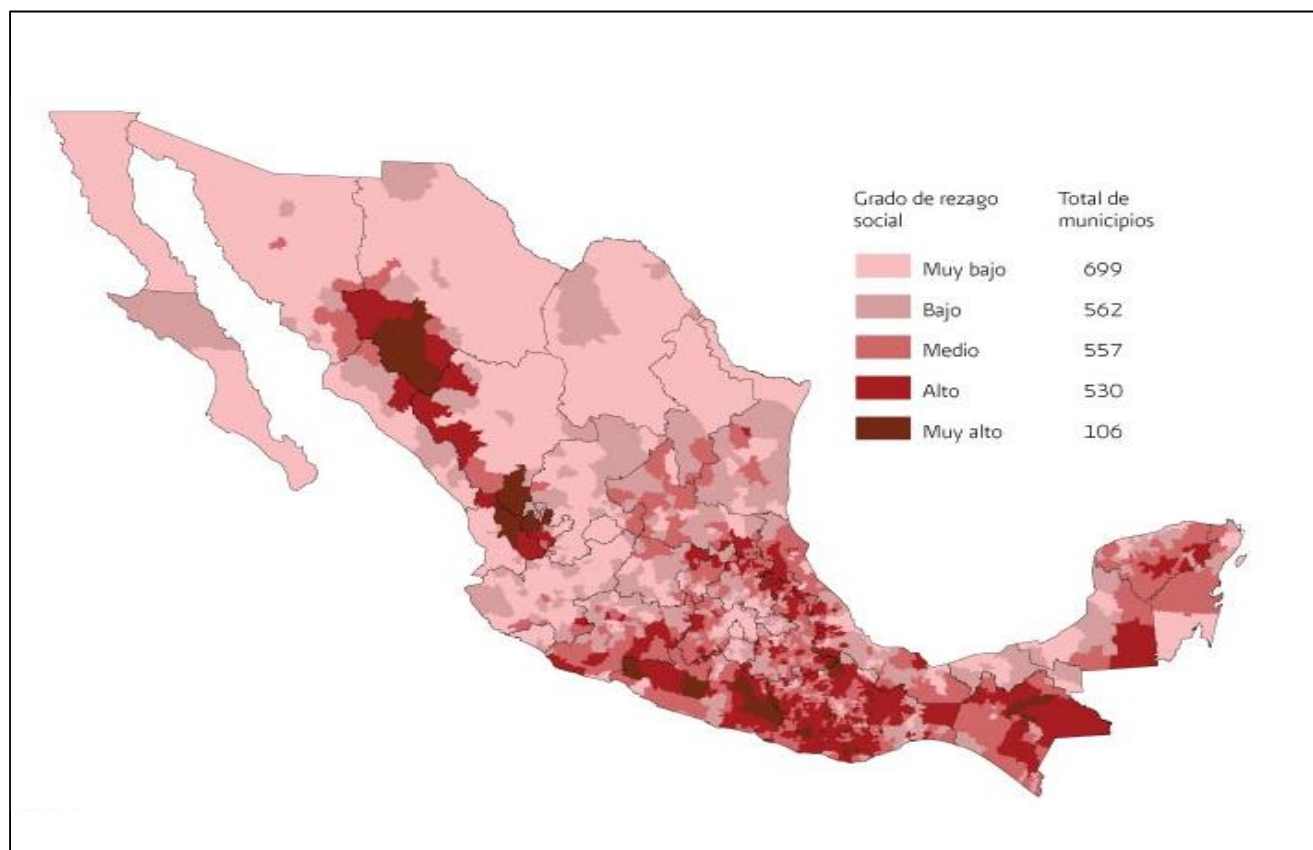 Grado de rezago social
Total de municipios
Muy bajo 699
Bajo 562
Medio 557
Alto 530
Muy alto 106